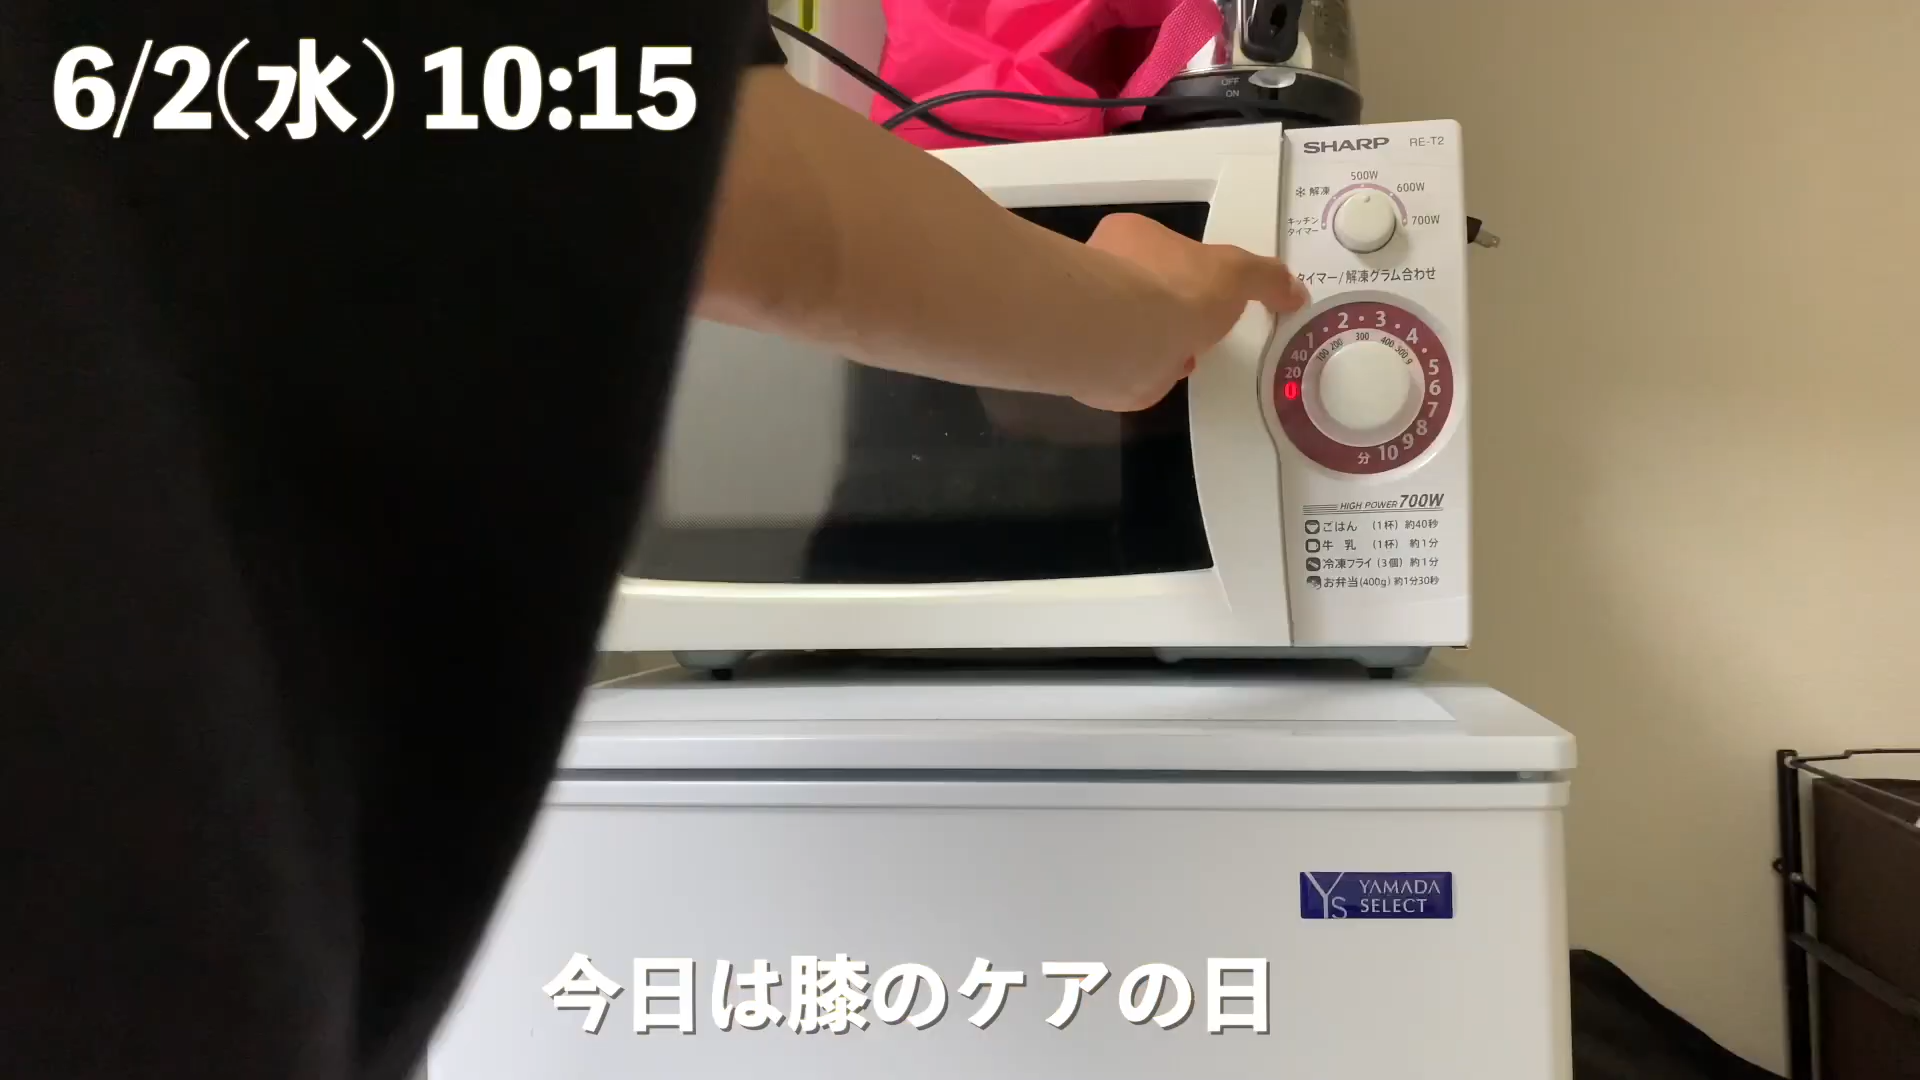 6/2(水) 10:15
OFF
ON
SHARP RE-T2
500W
解凍 600W
キッチンタイマー 700W
タイマー/解凍グラム合わせ
1・2・3・4・5 6 7 8 9 10 分
40
20
0
100 200 300 400 500g
HIGH POWER 700W
ごはん (1杯) 約40秒
牛乳 (1杯) 約1分
冷凍フライ (3個) 約1分
お弁当(400g) 約1分30秒
YS YAMADA
SELECT
今日は膝のケアの日